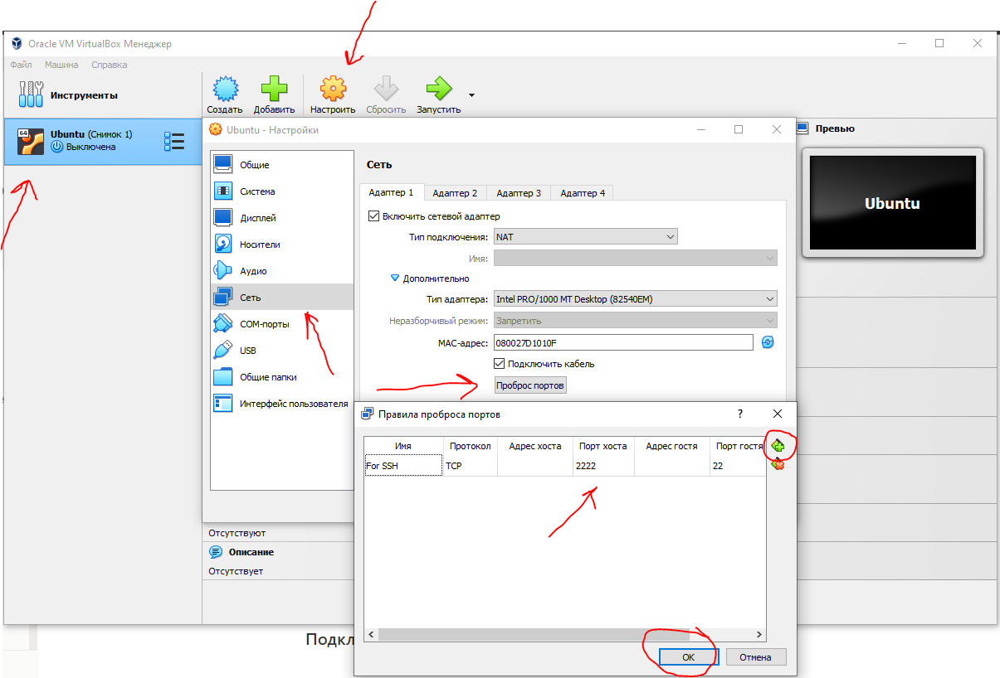 Oracle VM VirtualBox Менеджер
Файл Машина Справка
Инструменты
Создать Добавить Настроить Сбросить Запустить
64
Ubuntu (Снимок 1)
Выключена
Превью
Ubuntu
Ubuntu - Настройки
Общие
Система
Дисплей
Носители
Аудио
Сеть
COM-порты
USB
Общие папки
Интерфейс пользователя
Сеть
Адаптер 1 Адаптер 2 Адаптер 3 Адаптер 4
Включить сетевой адаптер
Тип подключения: NAT
Имя:
Дополнительно
Тип адаптера: Intel PRO/1000 MT Desktop (82540EM)
Неразборчивый режим: Запретить
MAC-адрес: 080027D1010F
Подключить кабель
Проброс портов
Правила проброса портов ?
Имя Протокол Адрес хоста Порт хоста Адрес гостя Порт гостя
For SSH TCP 2222 22
OK Отмена
Отсутствуют
Описание
Отсутствует
Подкл